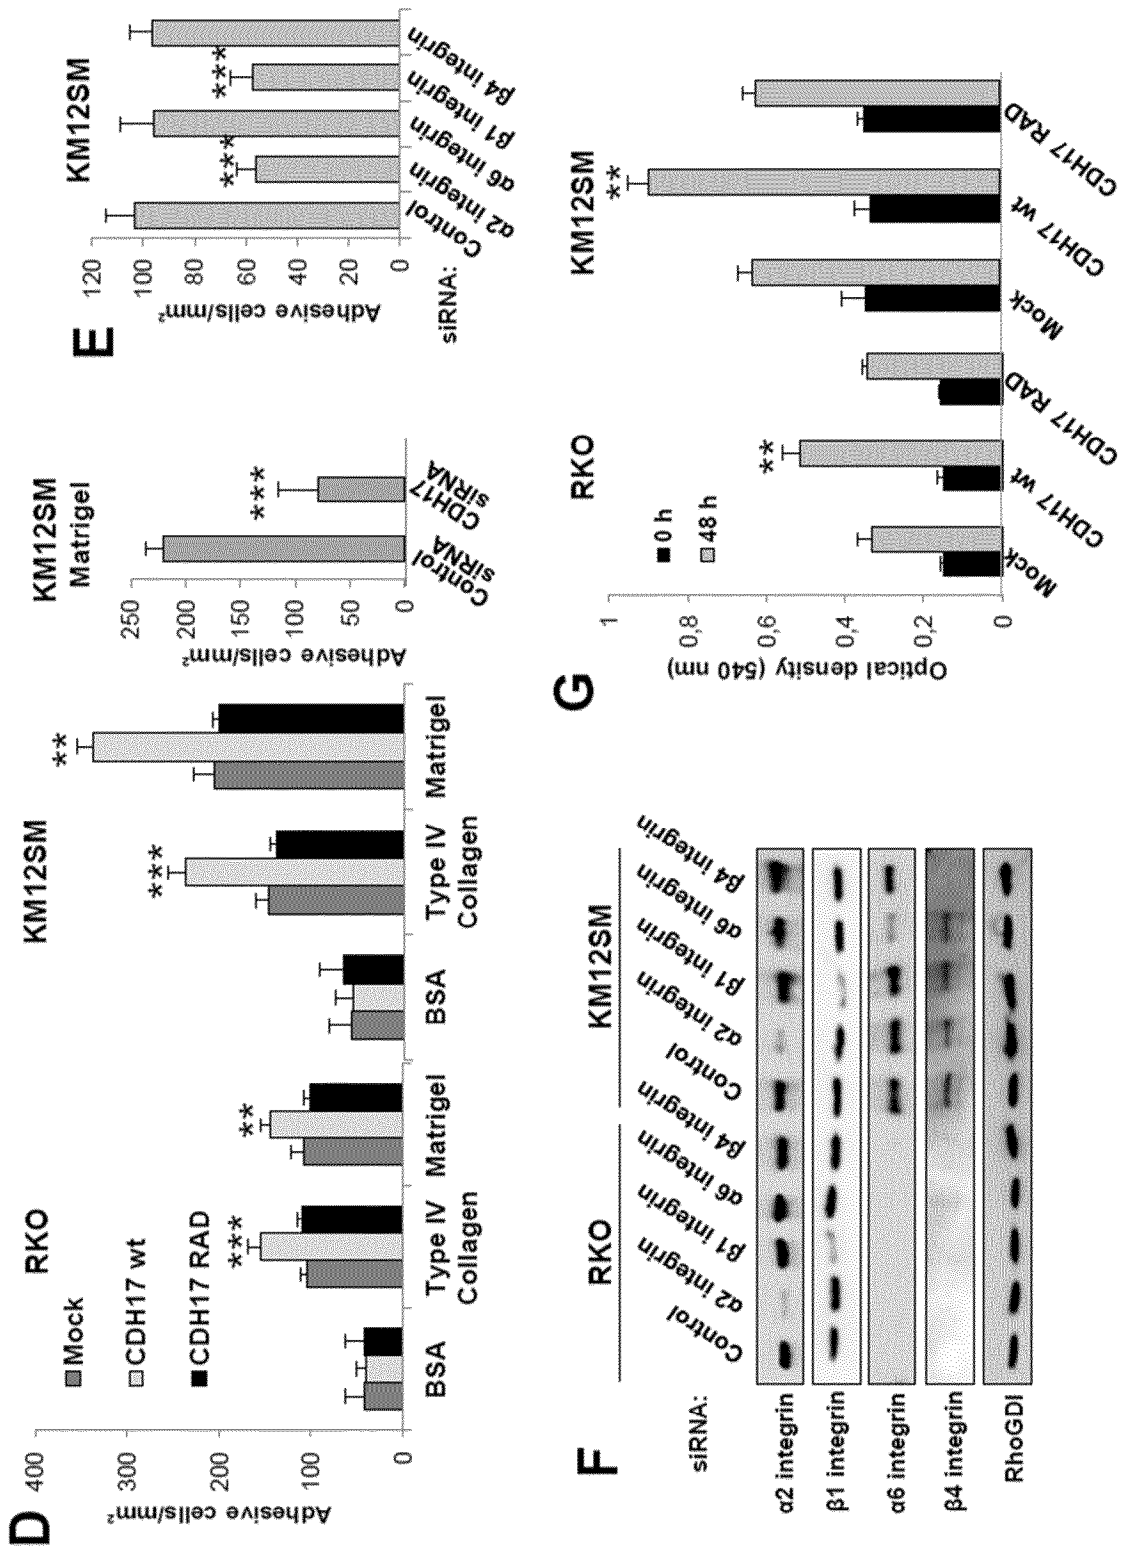 D
RKO
KM12SM
Mock
CDH17 wt
CDH17 RAD
Adhesive cells/mm²
400
300
200
100
0
***
**
***
**
BSA
Type IV
Collagen
Matrigel
BSA
Type IV
Collagen
Matrigel
KM12SM
Matrigel
Adhesive cells/mm²
250
200
150
100
50
0
***
Control
siRNA
CDH17
siRNA
E
KM12SM
Adhesive cells/mm²
120
100
80
60
40
20
0
***
***
siRNA:
Control
α2 integrin
α6 integrin
β1 integrin
β4 integrin
F
RKO
KM12SM
siRNA:
Control
α2 integrin
β1 integrin
α6 integrin
β4 integrin
Control
α2 integrin
β1 integrin
α6 integrin
β4 integrin
α2 integrin
β1 integrin
α6 integrin
β4 integrin
RhoGDI
G
RKO
KM12SM
0 h
48 h
Optical density (540 nm)
1
0,8
0,6
0,4
0,2
0
**
**
Mock
CDH17 wt
CDH17 RAD
Mock
CDH17 wt
CDH17 RAD